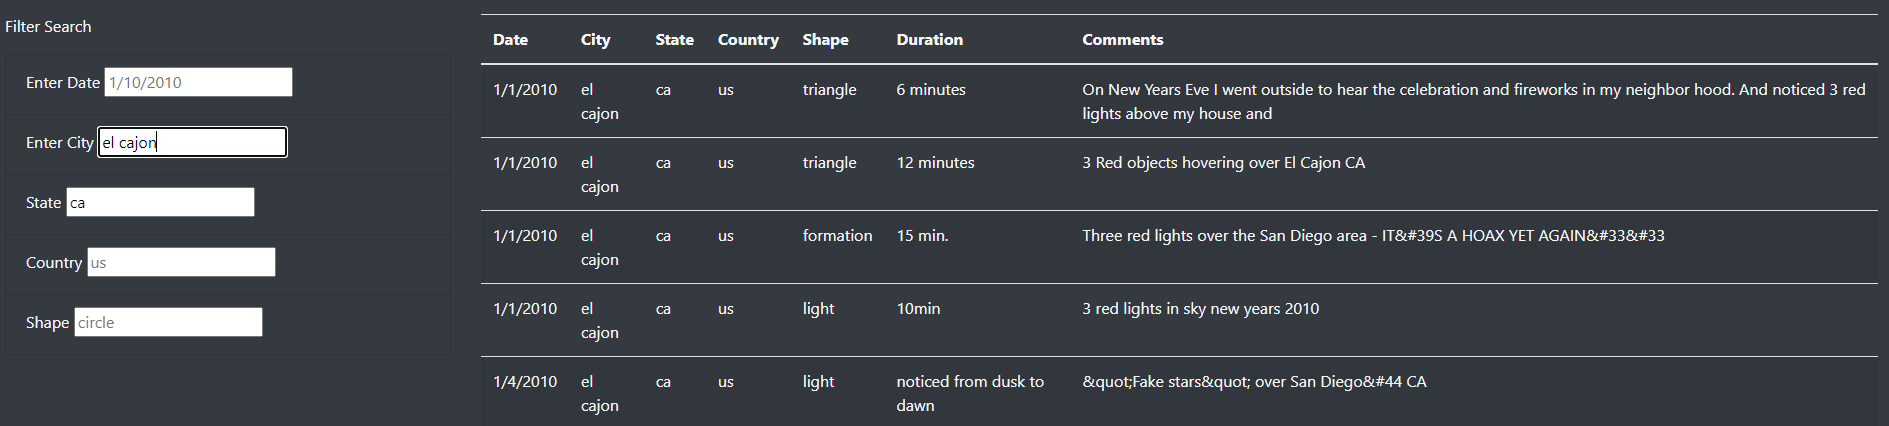 Filter Search
Enter Date 1/10/2010
Enter City el cajon
State ca
Country us
Shape circle
Date City State Country Shape Duration Comments
1/1/2010 el ca us triangle 6 minutes On New Years Eve I went outside to hear the celebration and fireworks in my neighbor hood. And noticed 3 red
cajon lights above my house and
1/1/2010 el ca us triangle 12 minutes 3 Red objects hovering over El Cajon CA
cajon
1/1/2010 el ca us formation 15 min. Three red lights over the San Diego area - IT&#39S A HOAX YET AGAIN&#33&#33
cajon
1/1/2010 el ca us light 10min 3 red lights in sky new years 2010
cajon
1/4/2010 el ca us light noticed from dusk to &quot;Fake stars&quot; over San Diego&#44 CA
cajon dawn